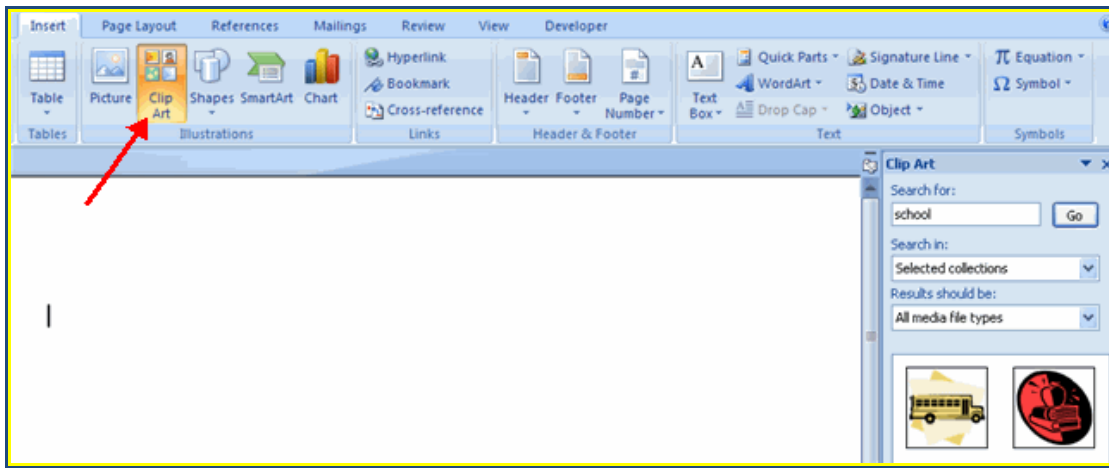 Insert Page Layout References Mailings Review View Developer
Table
Picture
Clip Art
Shapes
SmartArt
Chart
Hyperlink
Bookmark
Cross-reference
Header
Footer
Page Number
#
A
Text Box
Quick Parts
WordArt
Drop Cap
Signature Line
Date & Time
Object
π Equation
Ω Symbol
Tables Illustrations Links Header & Footer Text Symbols
Clip Art
Search for:
school Go
Search in:
Selected collections
Results should be:
All media file types